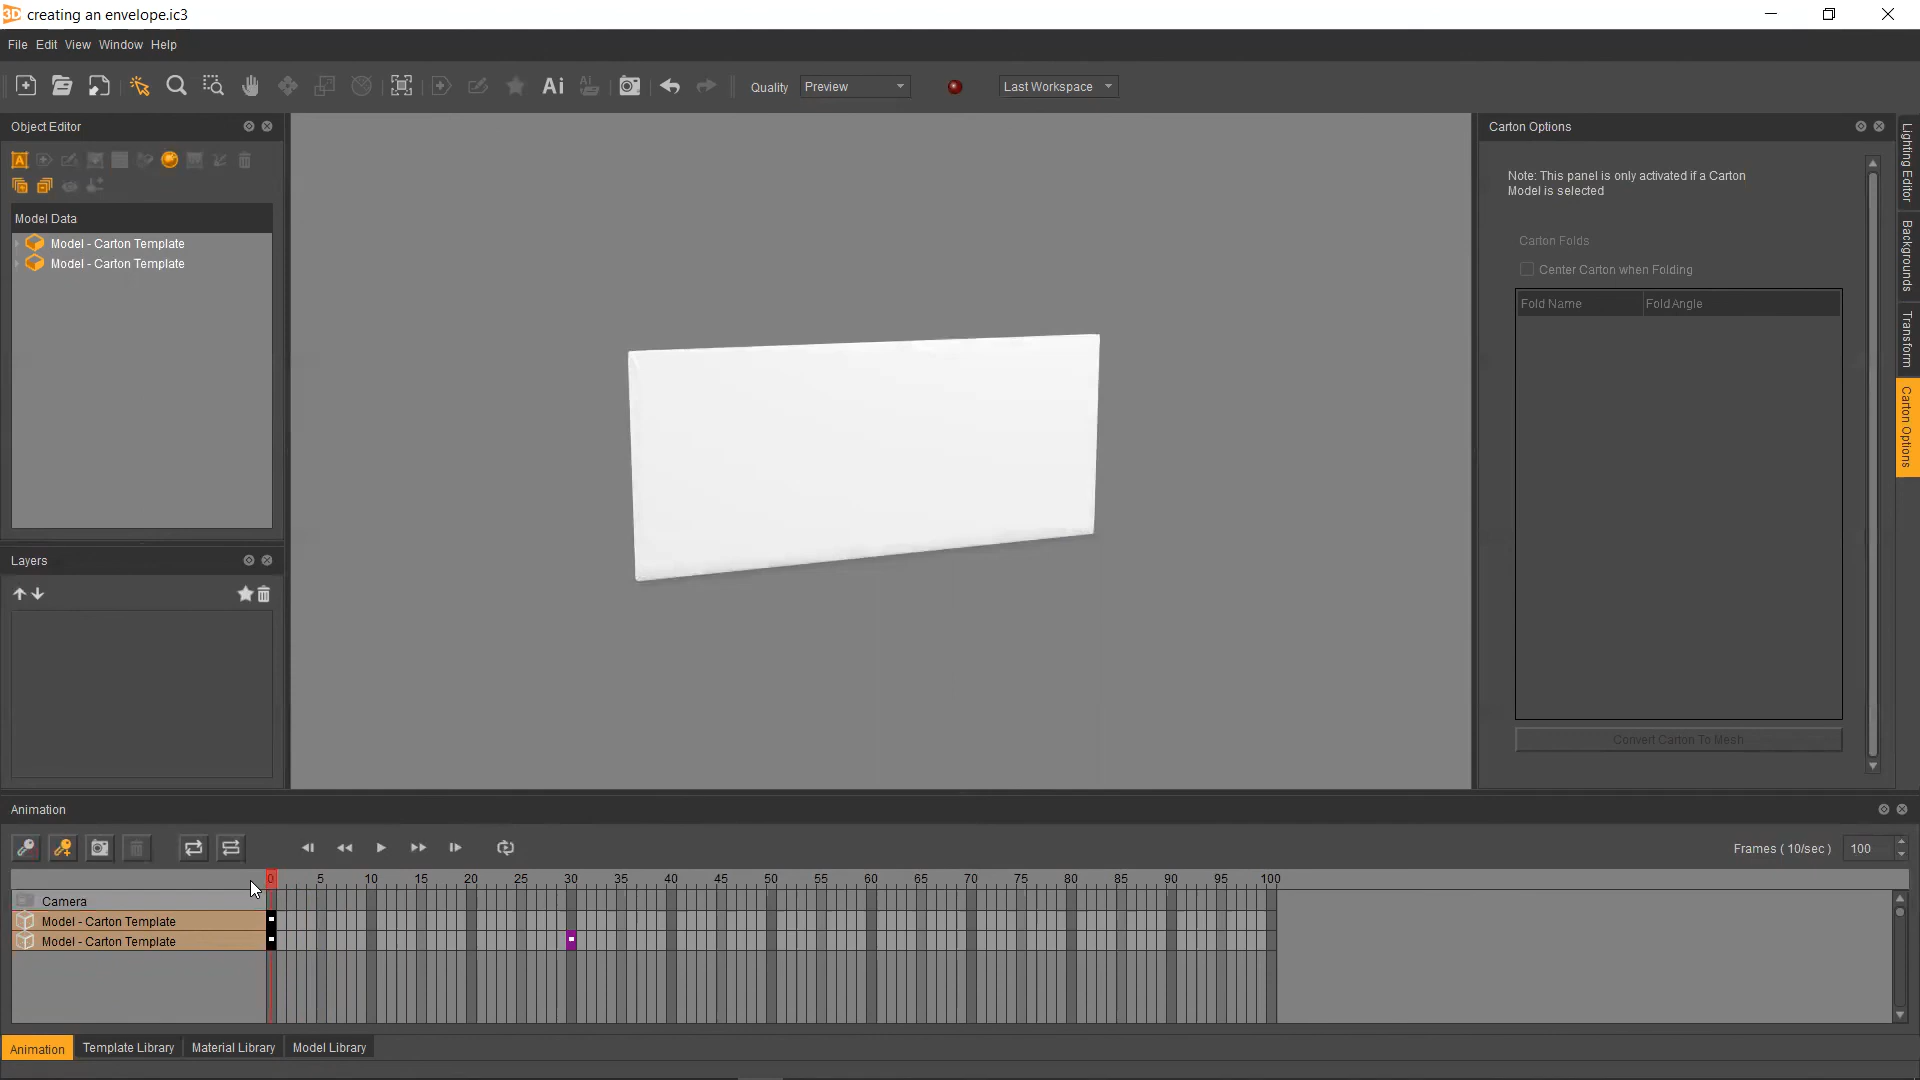 3D creating an envelope.ic3
File Edit View Window Help
Ai Ai Quality Preview Last Workspace
Object Editor
A
Model Data
Model - Carton Template
Model - Carton Template
Layers
Carton Options
Note: This panel is only activated if a Carton
Model is selected
Carton Folds
Center Carton when Folding
Fold Name Fold Angle
Convert Carton To Mesh
Lighting Editor
Backgrounds
Transform
Carton Options
Animation
Frames ( 10/sec ) 100
0 5 10 15 20 25 30 35 40 45 50 55 60 65 70 75 80 85 90 95 100
Camera
Model - Carton Template
Model - Carton Template
Animation Template Library Material Library Model Library